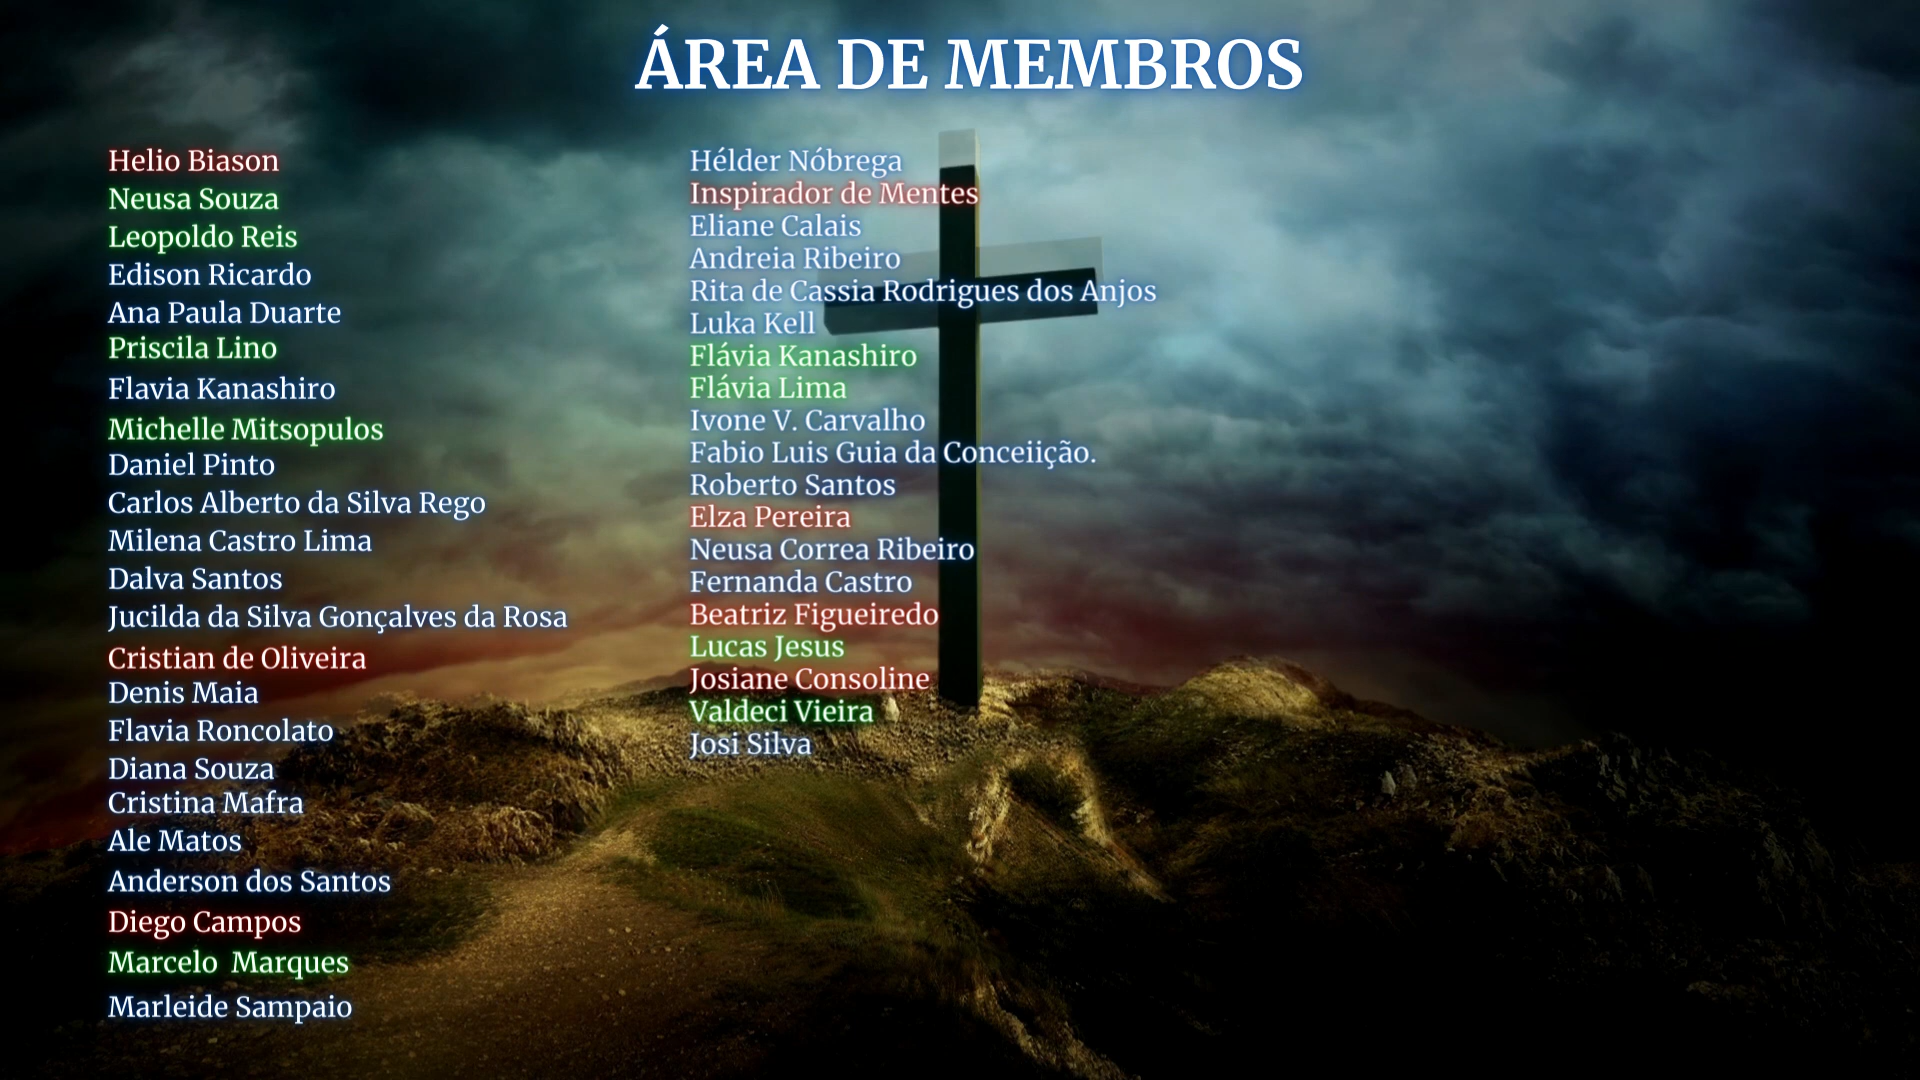 ÁREA DE MEMBROS
Helio Biason
Neusa Souza
Leopoldo Reis
Edison Ricardo
Ana Paula Duarte
Priscila Lino
Flavia Kanashiro
Michelle Mitsopulos
Daniel Pinto
Carlos Alberto da Silva Rego
Milena Castro Lima
Dalva Santos
Jucilda da Silva Gonçalves da Rosa
Cristian de Oliveira
Denis Maia
Flavia Roncolato
Diana Souza
Cristina Mafra
Ale Matos
Anderson dos Santos
Diego Campos
Marcelo  Marques
Marleide Sampaio
Hélder Nóbrega
Inspirador de Mentes
Eliane Calais
Andreia Ribeiro
Rita de Cassia Rodrigues dos Anjos
Luka Kell
Flávia Kanashiro
Flávia Lima
Ivone V. Carvalho
Fabio Luis Guia da Conceiição.
Roberto Santos
Elza Pereira
Neusa Correa Ribeiro
Fernanda Castro
Beatriz Figueiredo
Lucas Jesus
Josiane Consoline
Valdeci Vieira
Josi Silva